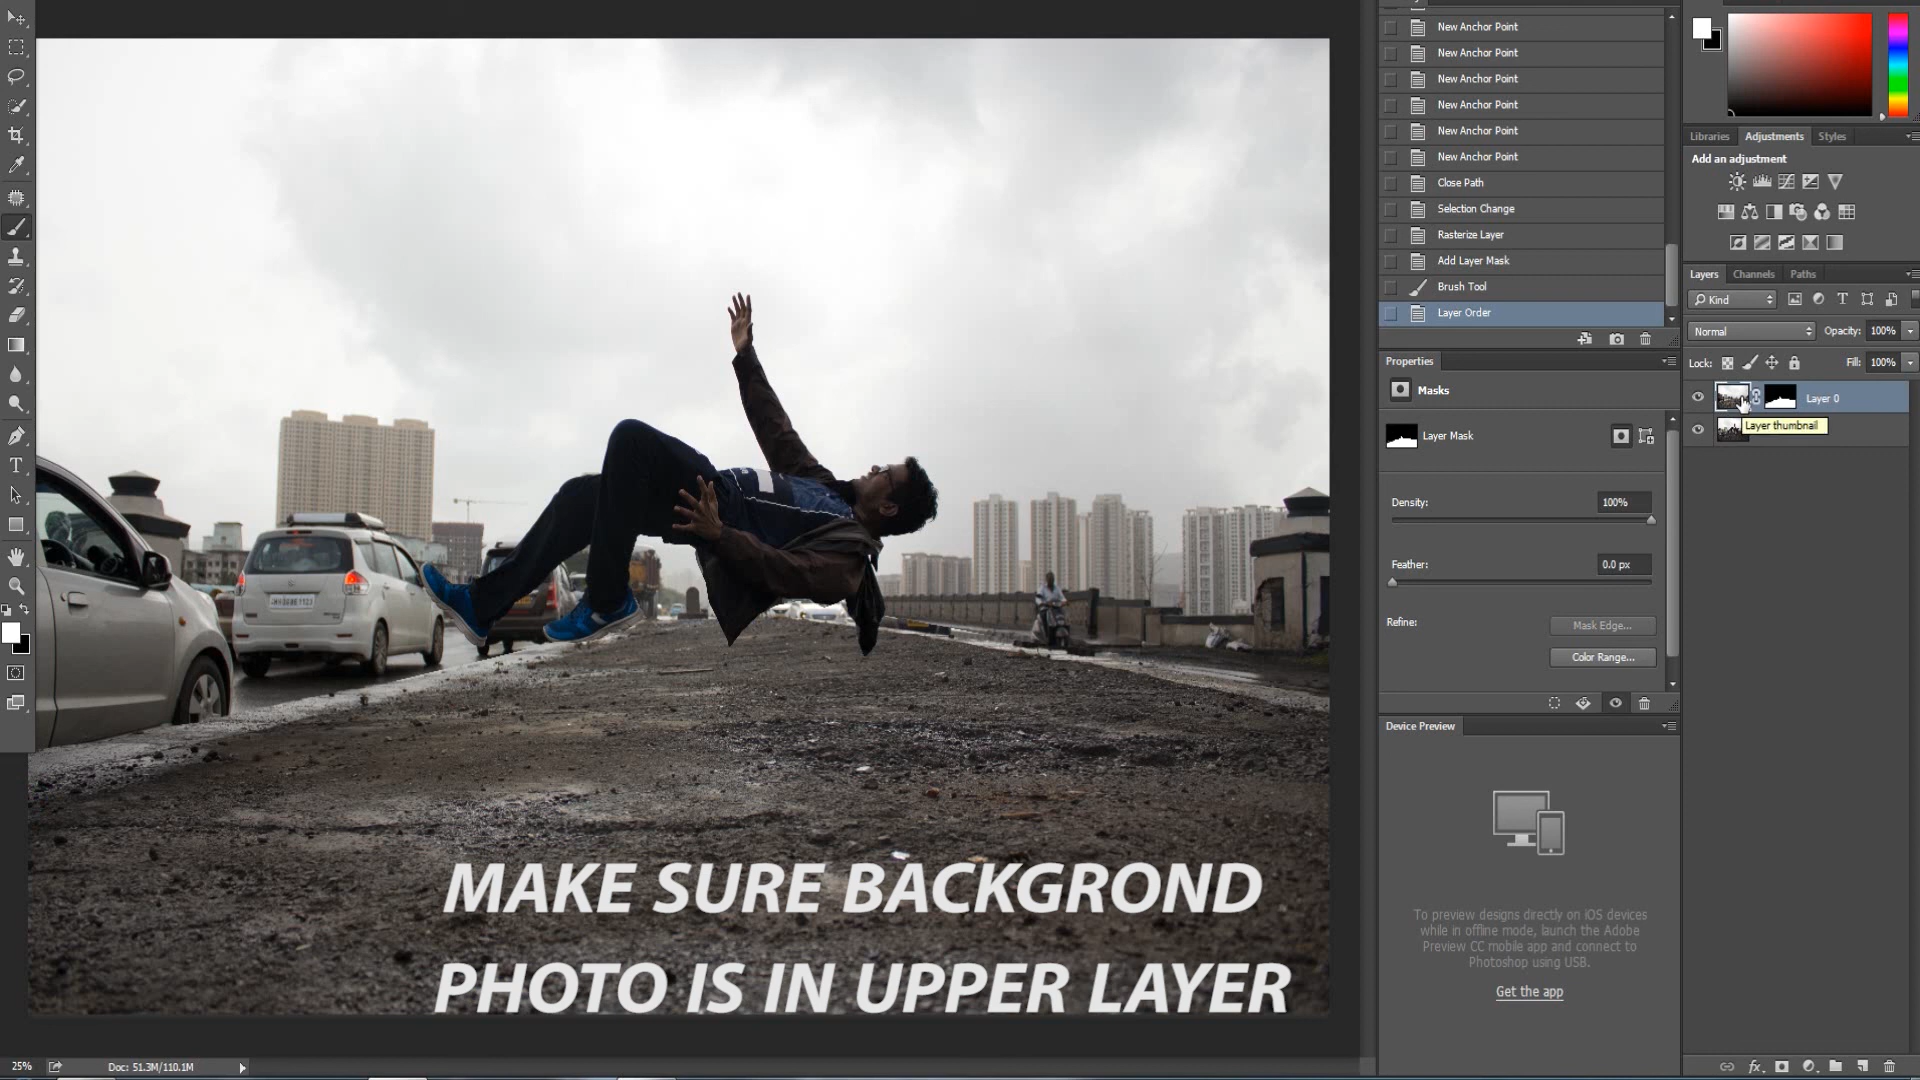 New Anchor Point
New Anchor Point
New Anchor Point
New Anchor Point
New Anchor Point
New Anchor Point
Close Path
Selection Change
Rasterize Layer
Add Layer Mask
Brush Tool
Layer Order
Properties
Masks
Layer Mask
Density: 100%
Feather: 0.0 px
Refine: Mask Edge...
Color Range...
Device Preview
To preview designs directly on iOS devices
while in offline mode, launch the Adobe
Preview CC mobile app and connect to
Photoshop using USB.
Get the app
Libraries Adjustments Styles
Add an adjustment
Layers Channels Paths
Kind
Normal Opacity: 100%
Lock: Fill: 100%
Layer 0
Layer thumbnail
MAKE SURE BACKGROND
PHOTO IS IN UPPER LAYER
25% Doc: 51.3M/110.1M